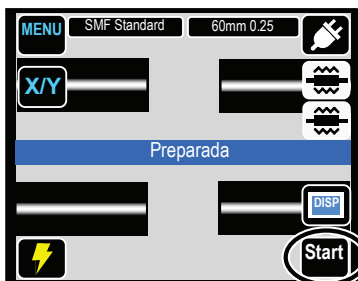 MENU SMF Standard 60mm 0.25
X/Y
Preparada
DISP
Start